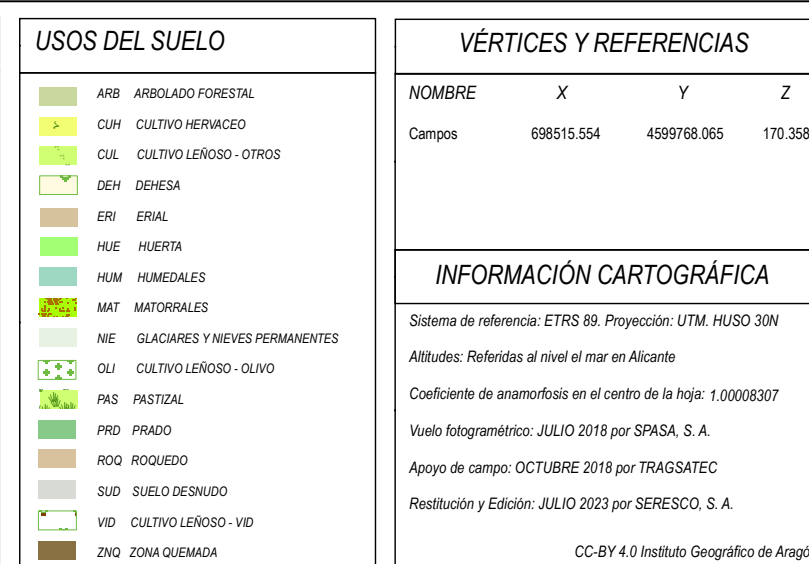 USOS DEL SUELO
ARB ARBOLADO FORESTAL
CUH CULTIVO HERVACEO
CUL CULTIVO LEÑOSO - OTROS
DEH DEHESA
ERI ERIAL
HUE HUERTA
HUM HUMEDALES
MAT MATORRALES
NIE GLACIARES Y NIEVES PERMANENTES
OLI CULTIVO LEÑOSO - OLIVO
PAS PASTIZAL
PRD PRADO
ROQ ROQUEDO
SUD SUELO DESNUDO
VID CULTIVO LEÑOSO - VID
ZNQ ZONA QUEMADA
VÉRTICES Y REFERENCIAS
NOMBRE X Y Z
Campos 698515.554 4599768.065 170.358
INFORMACIÓN CARTOGRÁFICA
Sistema de referencia: ETRS 89. Proyección: UTM. HUSO 30N
Altitudes: Referidas al nivel el mar en Alicante
Coeficiente de anamorfosis en el centro de la hoja: 1.00008307
Vuelo fotogramétrico: JULIO 2018 por SPASA, S. A.
Apoyo de campo: OCTUBRE 2018 por TRAGSATEC
Restitución y Edición: JULIO 2023 por SERESCO, S. A.
CC-BY 4.0 Instituto Geográfico de Aragó